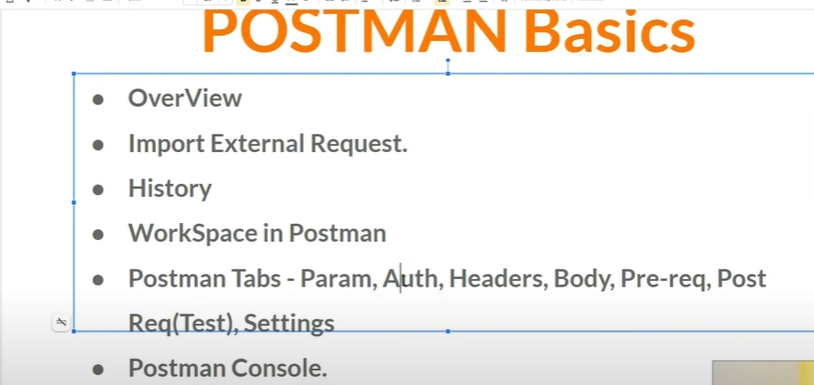 POSTMAN Basics
● OverView
● Import External Request.
● History
● WorkSpace in Postman
● Postman Tabs - Param, Auth, Headers, Body, Pre-req, Post
Req(Test), Settings
● Postman Console.